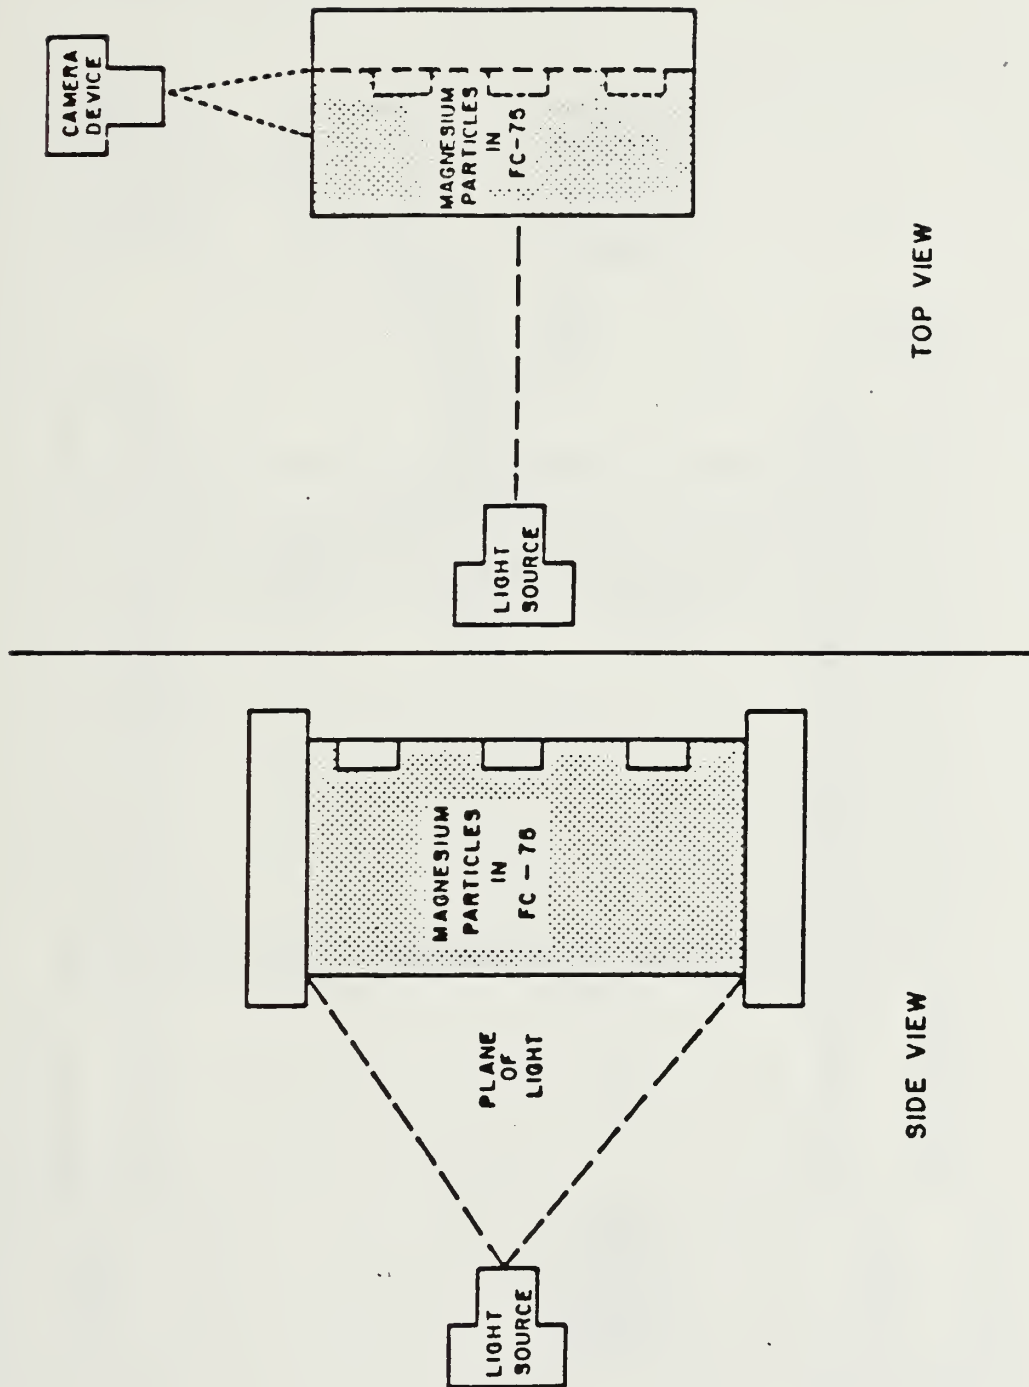 LIGHT
SOURCE
PLANE
OF
LIGHT
MAGNESIUM
PARTICLES
IN
FC - 75
SIDE VIEW
LIGHT
SOURCE
MAGNESIUM
PARTICLES
IN
FC-75
CAMERA
DEVICE
TOP VIEW